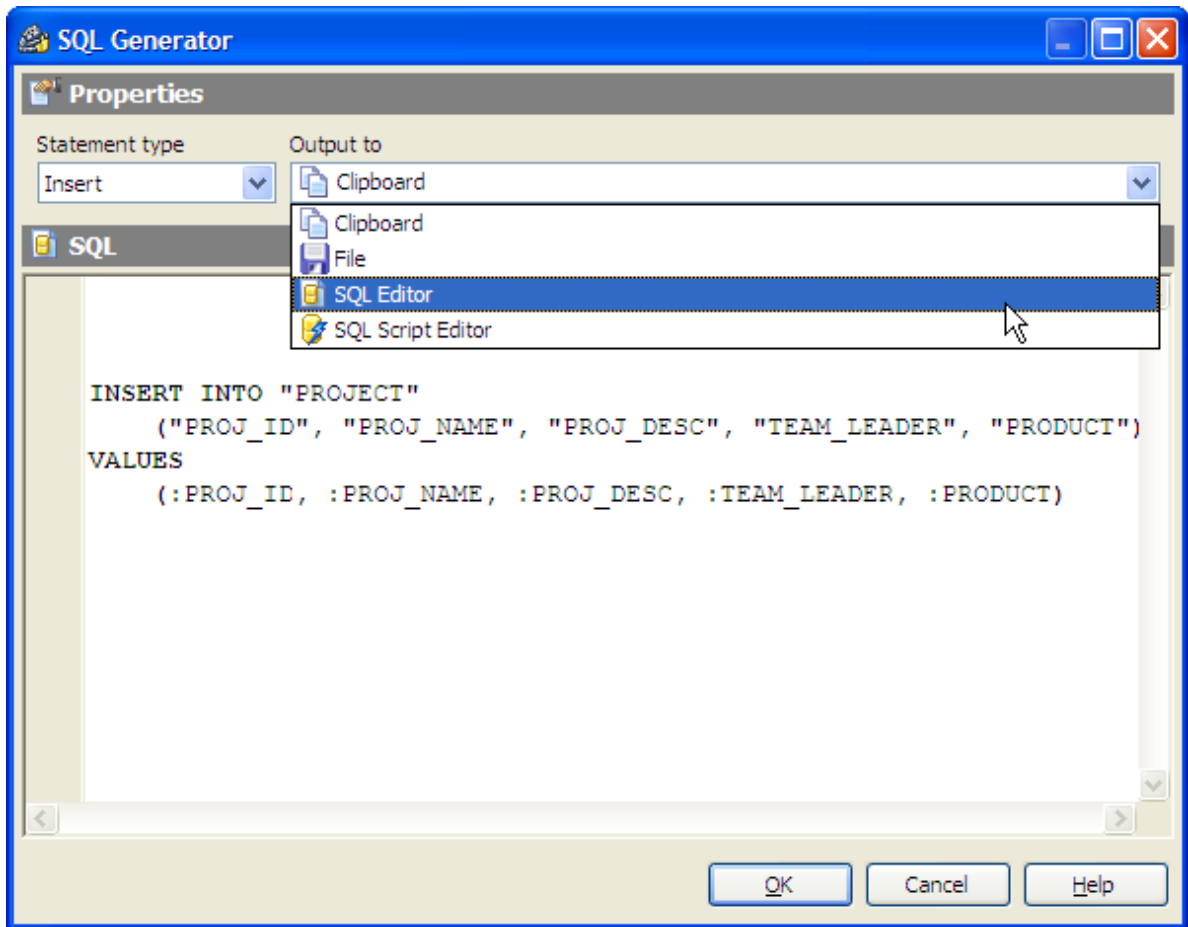 SQL Generator
Properties
Statement type Output to
Insert Clipboard
Clipboard
SQL
File
SQL Editor
SQL Script Editor
INSERT INTO "PROJECT"
("PROJ_ID", "PROJ_NAME", "PROJ_DESC", "TEAM_LEADER", "PRODUCT")
VALUES
(:PROJ_ID, :PROJ_NAME, :PROJ_DESC, :TEAM_LEADER, :PRODUCT)
OK Cancel Help